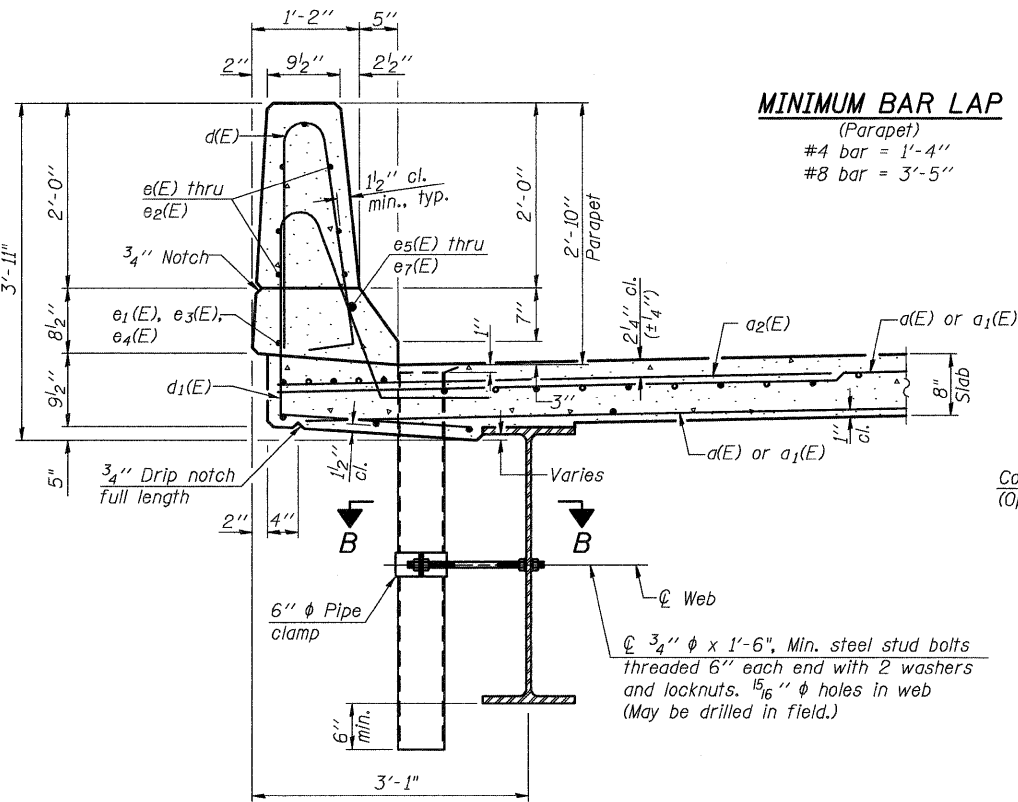 1'-2"
5"
2"
9½"
2½"
MINIMUM BAR LAP
(Parapet)
#4 bar = 1'-4"
#8 bar = 3'-5"
d(E)
1½" cl.
min., typ.
e(E) thru
e₂(E)
2'-0"
2'-0"
2'-10"
Parapet
3'-11"
¾" Notch
e₅(E) thru
e₇(E)
8½"
e₁(E), e₃(E),
e₄(E)
7"
1"
2¼" cl.
(±¼")
a₂(E)
a(E) or a₁(E)
9½"
d₁(E)
3"
8"
Slab
1"
cl.
a(E) or a₁(E)
5"
¾" Drip notch
full length
1½"
cl.
Varies
2"
4"
B
B
Co
(Op
6" ϕ Pipe
clamp
℄ Web
℄ ¾" ϕ x 1'-6", Min. steel stud bolts
threaded 6" each end with 2 washers
and locknuts. 15/16" ϕ holes in web
(May be drilled in field.)
6"
min.
3'-1"